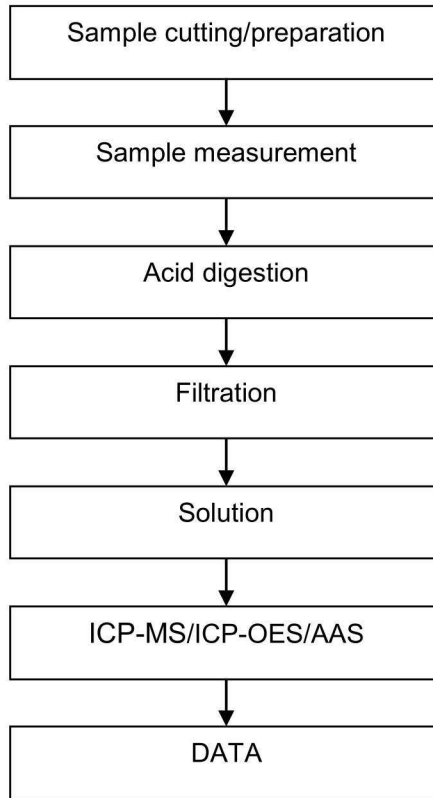 Sample cutting/preparation
Sample measurement
Acid digestion
Filtration
Solution
ICP-MS/ICP-OES/AAS
DATA